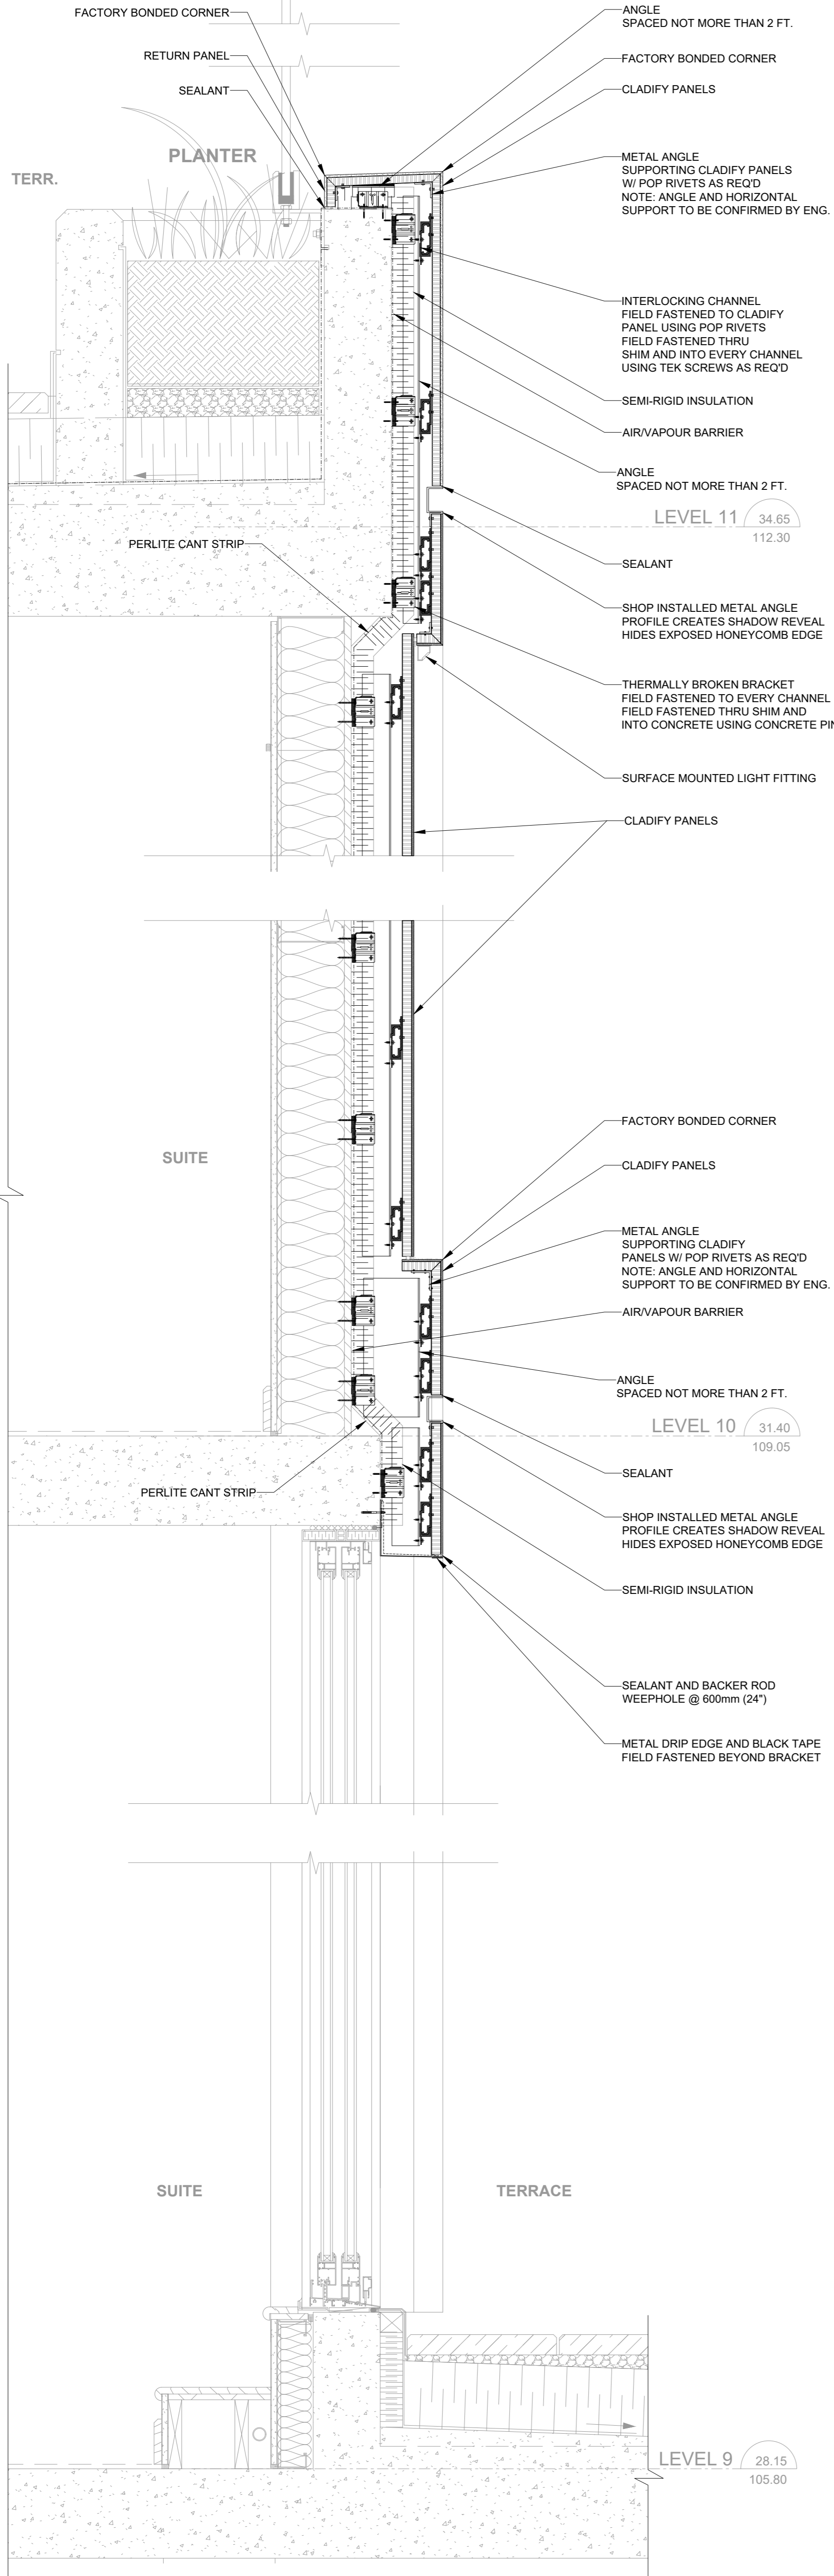 FACTORY BONDED CORNER
RETURN PANEL
SEALANT
PLANTER
TERR.
ANGLE
SPACED NOT MORE THAN 2 FT.
FACTORY BONDED CORNER
CLADIFY PANELS
METAL ANGLE
SUPPORTING CLADIFY PANELS
W/ POP RIVETS AS REQ'D
NOTE: ANGLE AND HORIZONTAL
SUPPORT TO BE CONFIRMED BY ENG.
INTERLOCKING CHANNEL
FIELD FASTENED TO CLADIFY
PANEL USING POP RIVETS
FIELD FASTENED THRU
SHIM AND INTO EVERY CHANNEL
USING TEK SCREWS AS REQ'D
SEMI-RIGID INSULATION
AIR/VAPOUR BARRIER
ANGLE
SPACED NOT MORE THAN 2 FT.
LEVEL 11 34.65
112.30
PERLITE CANT STRIP
SEALANT
SHOP INSTALLED METAL ANGLE
PROFILE CREATES SHADOW REVEAL
HIDES EXPOSED HONEYCOMB EDGE
THERMALLY BROKEN BRACKET
FIELD FASTENED TO EVERY CHANNEL
FIELD FASTENED THRU SHIM AND
INTO CONCRETE USING CONCRETE PIN
SURFACE MOUNTED LIGHT FITTING
CLADIFY PANELS
SUITE
FACTORY BONDED CORNER
CLADIFY PANELS
METAL ANGLE
SUPPORTING CLADIFY
PANELS W/ POP RIVETS AS REQ'D
NOTE: ANGLE AND HORIZONTAL
SUPPORT TO BE CONFIRMED BY ENG.
AIR/VAPOUR BARRIER
ANGLE
SPACED NOT MORE THAN 2 FT.
LEVEL 10 31.40
109.05
PERLITE CANT STRIP
SEALANT
SHOP INSTALLED METAL ANGLE
PROFILE CREATES SHADOW REVEAL
HIDES EXPOSED HONEYCOMB EDGE
SEMI-RIGID INSULATION
SEALANT AND BACKER ROD
WEEPHOLE @ 600mm (24")
METAL DRIP EDGE AND BLACK TAPE
FIELD FASTENED BEYOND BRACKET
SUITE
TERRACE
LEVEL 9 28.15
105.80